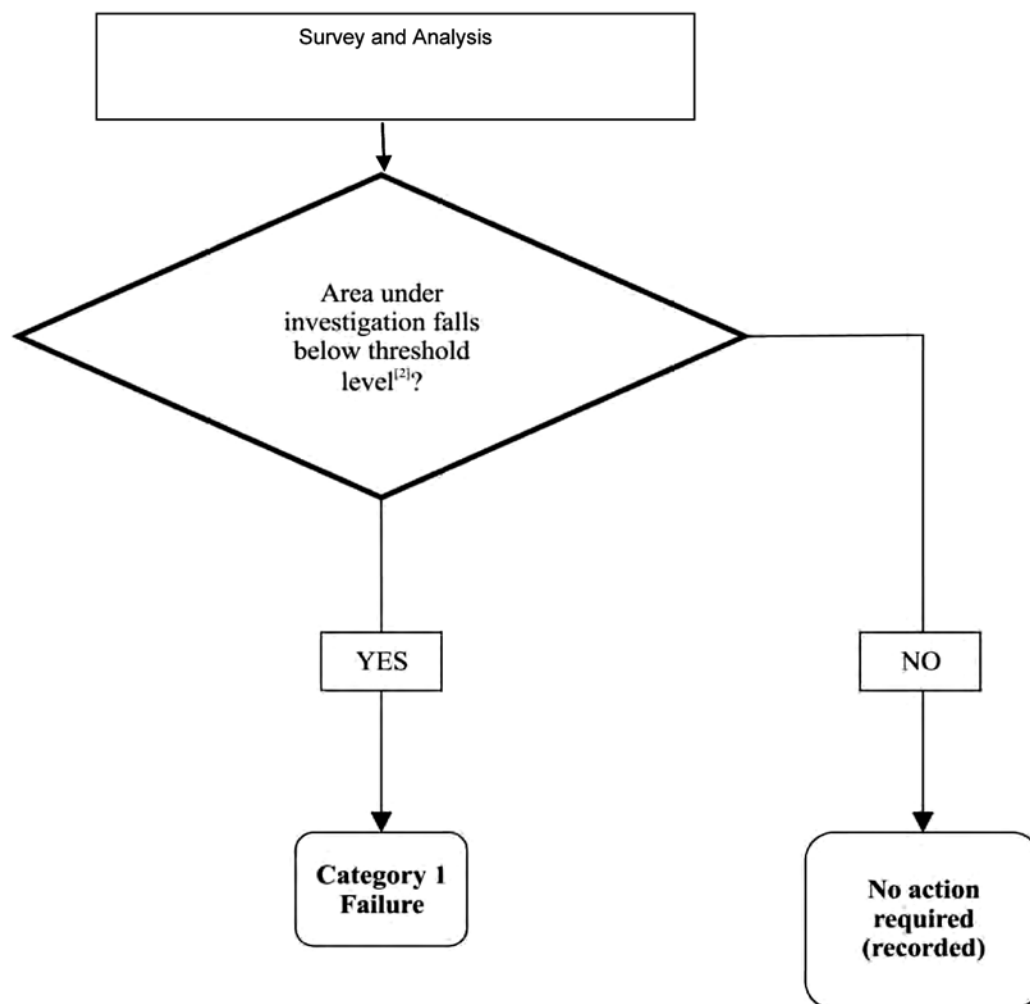 Survey and Analysis
Area under
investigation falls
below threshold
level[2]?
YES
NO
Category 1
Failure
No action
required
(recorded)